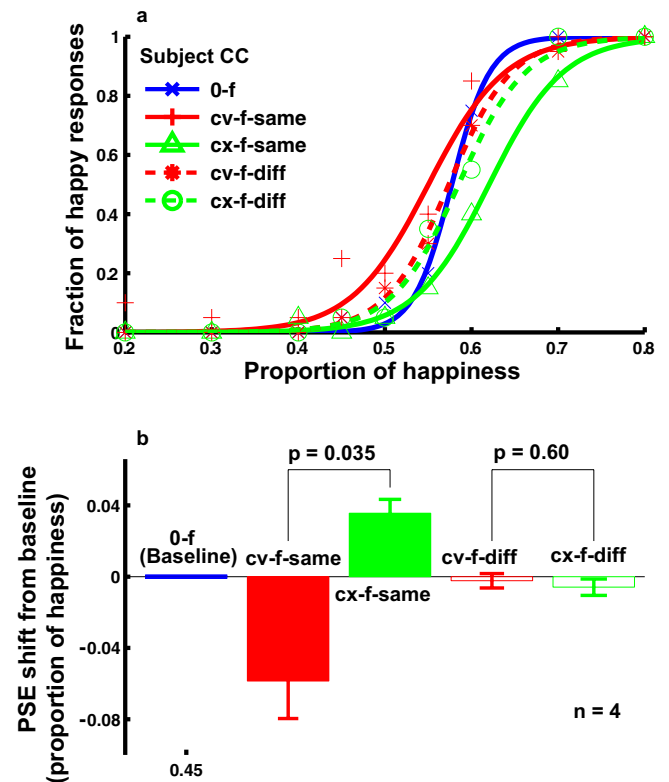 a
Subject CC
0-f
cv-f-same
cx-f-same
cv-f-diff
cx-f-diff
Fraction of happy responses
1
0.8
0.6
0.4
0.2
0
0.2
0.3
0.4
0.5
0.6
0.7
0.8
Proportion of happiness
b
p = 0.035
p = 0.60
PSE shift from baseline
(proportion of happiness)
0.04
0
-0.04
-0.08
0-f
(Baseline)
cv-f-same
cx-f-same
cv-f-diff
cx-f-diff
n = 4
0.45